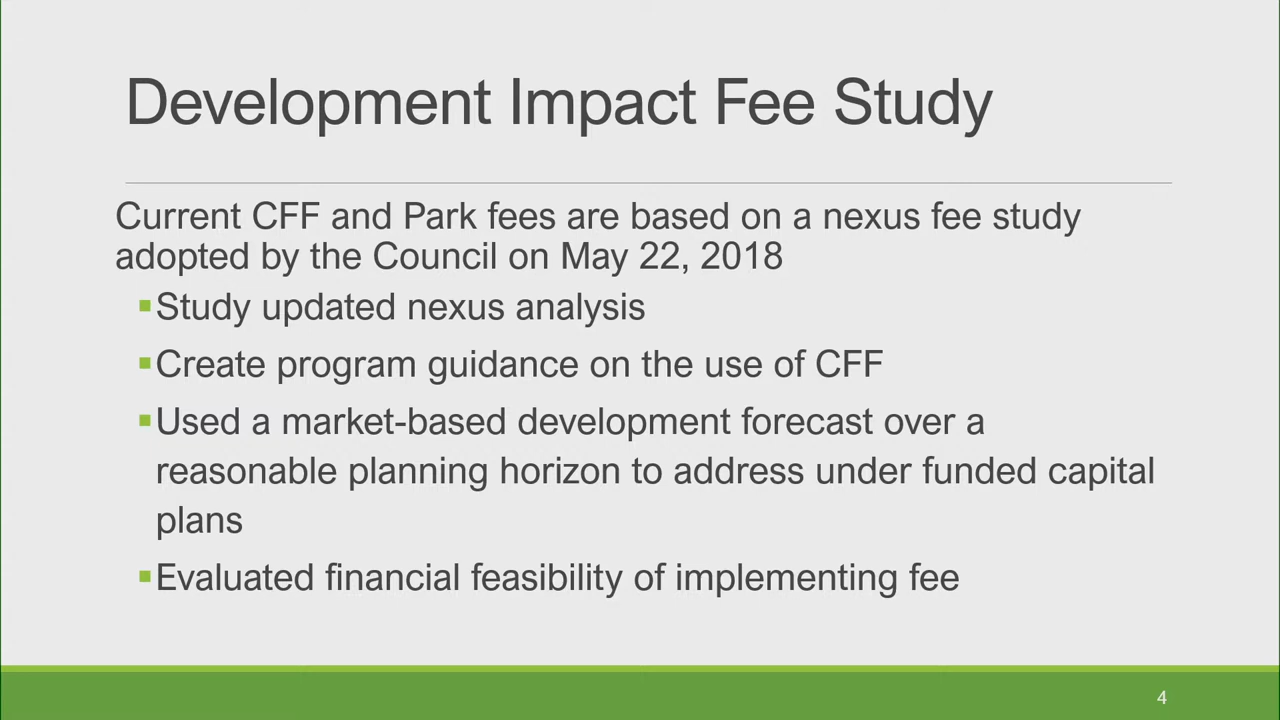 Development Impact Fee Study
Current CFF and Park fees are based on a nexus fee study
adopted by the Council on May 22, 2018
▪Study updated nexus analysis
▪Create program guidance on the use of CFF
▪Used a market-based development forecast over a
reasonable planning horizon to address under funded capital
plans
▪Evaluated financial feasibility of implementing fee
4